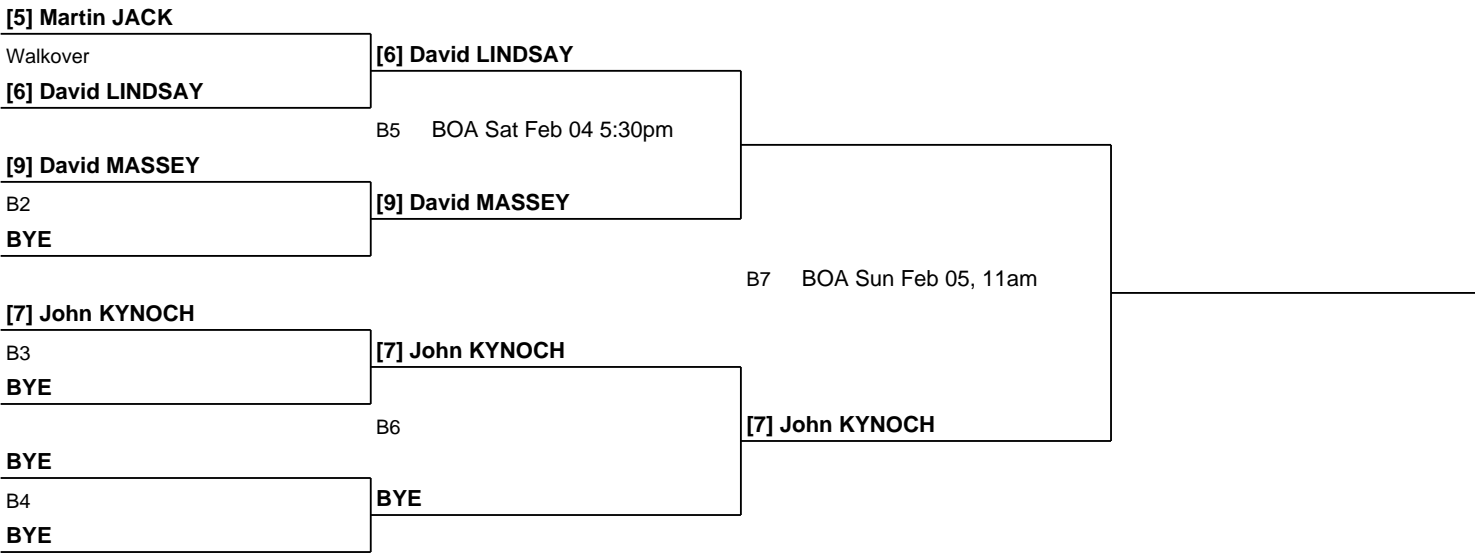 [5] Martin JACK
Walkover
[6] David LINDSAY
[6] David LINDSAY
B5 BOA Sat Feb 04 5:30pm
[9] David MASSEY
B2
[9] David MASSEY
BYE
B7 BOA Sun Feb 05, 11am
[7] John KYNOCH
B3
[7] John KYNOCH
BYE
B6
[7] John KYNOCH
BYE
B4
BYE
BYE